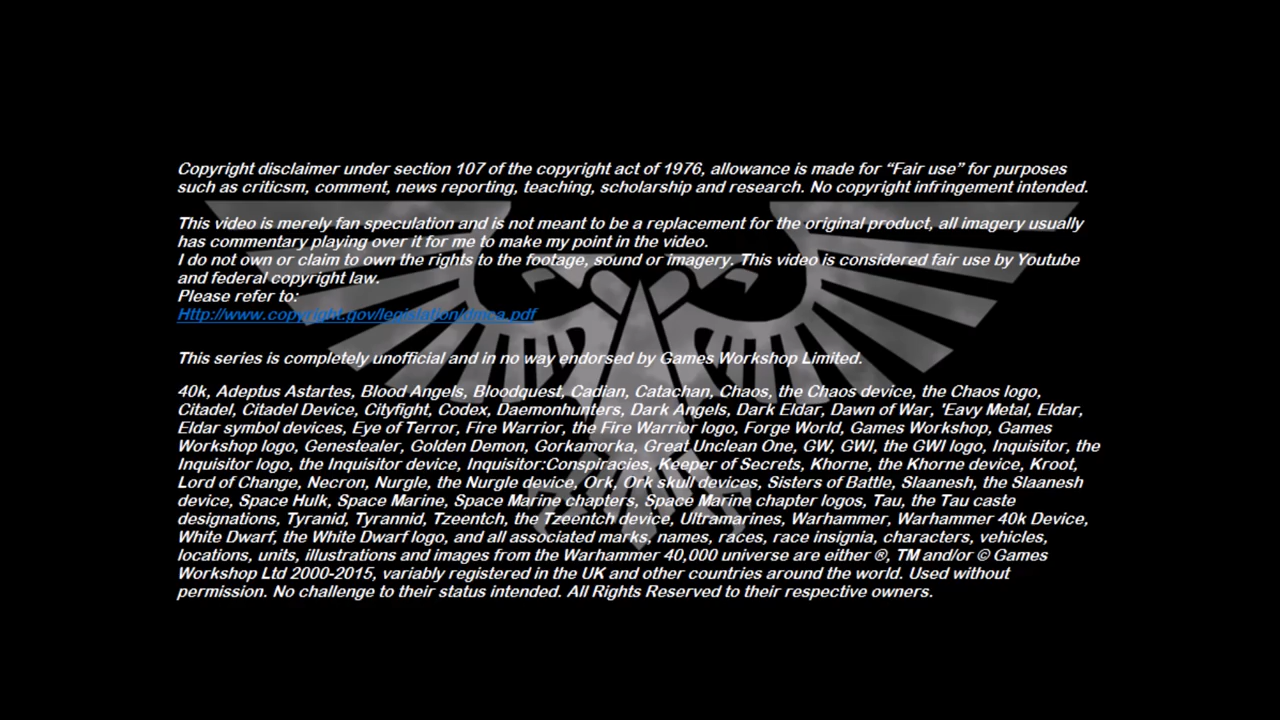 Copyright disclaimer under section 107 of the copyright act of 1976, allowance is made for “Fair use” for purposes
such as criticsm, comment, news reporting, teaching, scholarship and research. No copyright infringement intended.
This video is merely fan speculation and is not meant to be a replacement for the original product, all imagery usually
has commentary playing over it for me to make my point in the video.
I do not own or claim to own the rights to the footage, sound or imagery. This video is considered fair use by Youtube
and federal copyright law.
Please refer to:
Http://www.copyright.gov/legislation/dmca.pdf
This series is completely unofficial and in no way endorsed by Games Workshop Limited.
40k, Adeptus Astartes, Blood Angels, Bloodquest, Cadian, Catachan, Chaos, the Chaos device, the Chaos logo,
Citadel, Citadel Device, Cityfight, Codex, Daemonhunters, Dark Angels, Dark Eldar, Dawn of War, 'Eavy Metal, Eldar,
Eldar symbol devices, Eye of Terror, Fire Warrior, the Fire Warrior logo, Forge World, Games Workshop, Games
Workshop logo, Genestealer, Golden Demon, Gorkamorka, Great Unclean One, GW, GWI, the GWI logo, Inquisitor, the
Inquisitor logo, the Inquisitor device, Inquisitor:Conspiracies, Keeper of Secrets, Khorne, the Khorne device, Kroot,
Lord of Change, Necron, Nurgle, the Nurgle device, Ork, Ork skull devices, Sisters of Battle, Slaanesh, the Slaanesh
device, Space Hulk, Space Marine, Space Marine chapters, Space Marine chapter logos, Tau, the Tau caste
designations, Tyranid, Tyrannid, Tzeentch, the Tzeentch device, Ultramarines, Warhammer, Warhammer 40k Device,
White Dwarf, the White Dwarf logo, and all associated marks, names, races, race insignia, characters, vehicles,
locations, units, illustrations and images from the Warhammer 40,000 universe are either ®, TM and/or © Games
Workshop Ltd 2000-2015, variably registered in the UK and other countries around the world. Used without
permission. No challenge to their status intended. All Rights Reserved to their respective owners.